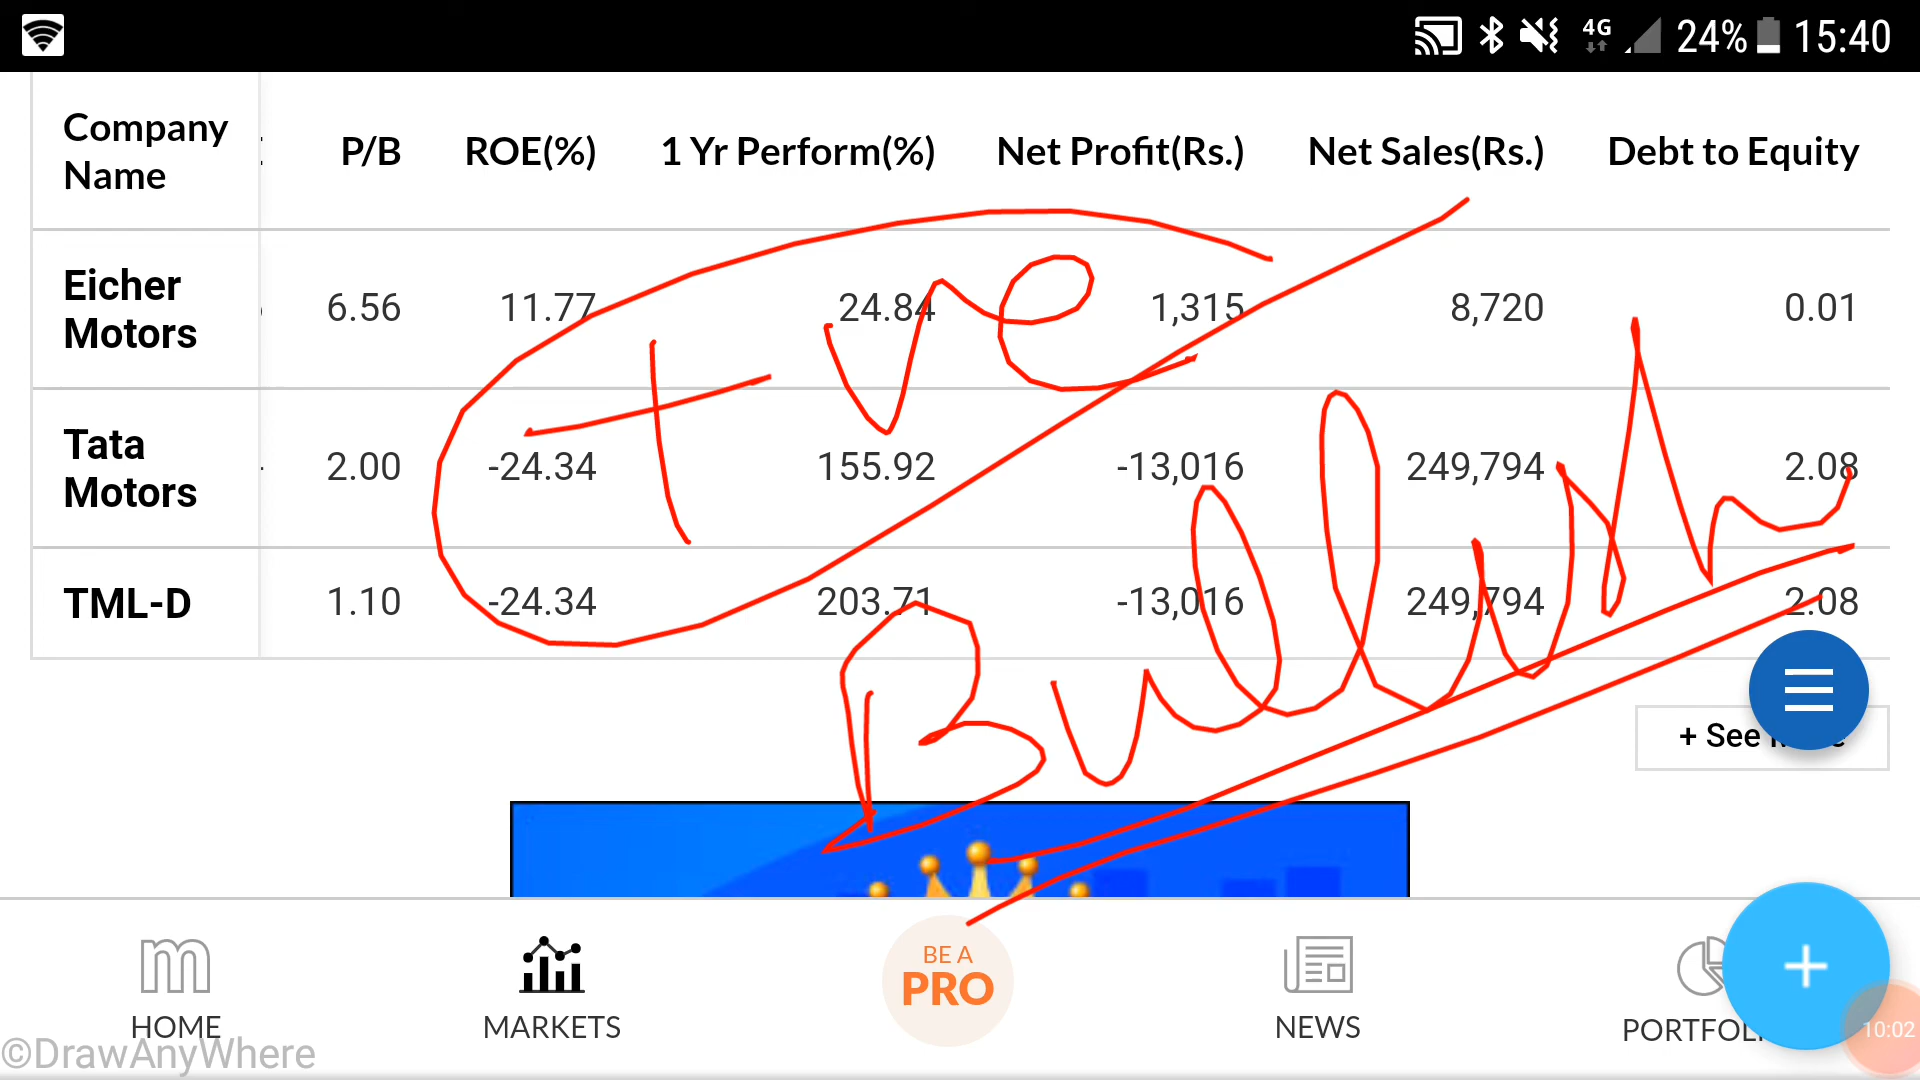 4G 24% 15:40
Company Name P/B ROE(%) 1 Yr Perform(%) Net Profit(Rs.) Net Sales(Rs.) Debt to Equity
Eicher Motors 6.56 11.77 24.84 1,315 8,720 0.01
+ve
Tata Motors 2.00 -24.34 155.92 -13,016 249,794 2.08
TML-D 1.10 -24.34 203.71 -13,016 249,794 2.08
Bullish
+ See
BE A
PRO
HOME MARKETS NEWS
10:02
©DrawAnyWhere